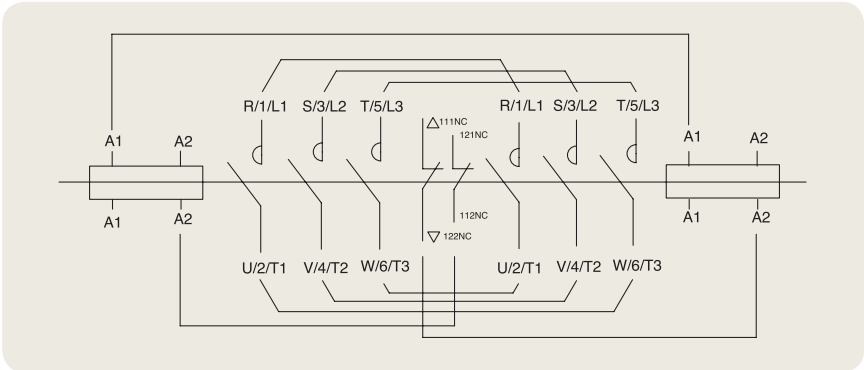 R/1/L1 S/3/L2 T/5/L3 111NC R/1/L1 S/3/L2 T/5/L3
121NC
A1 A2 A1 A2
A1 A2 112NC A1 A2
122NC
U/2/T1 V/4/T2 W/6/T3 U/2/T1 V/4/T2 W/6/T3